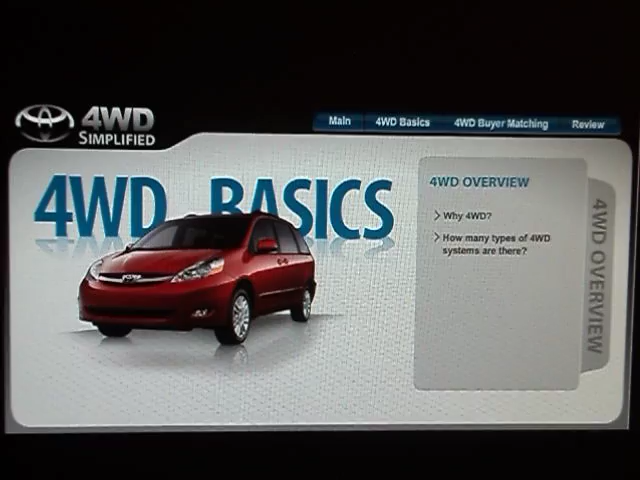 4WD
SIMPLIFIED
Main
4WD Basics
4WD Buyer Matching
Review
4WD BASICS
4WD OVERVIEW
Why 4WD?
How many types of 4WD
systems are there?
4WD OVERVIEW